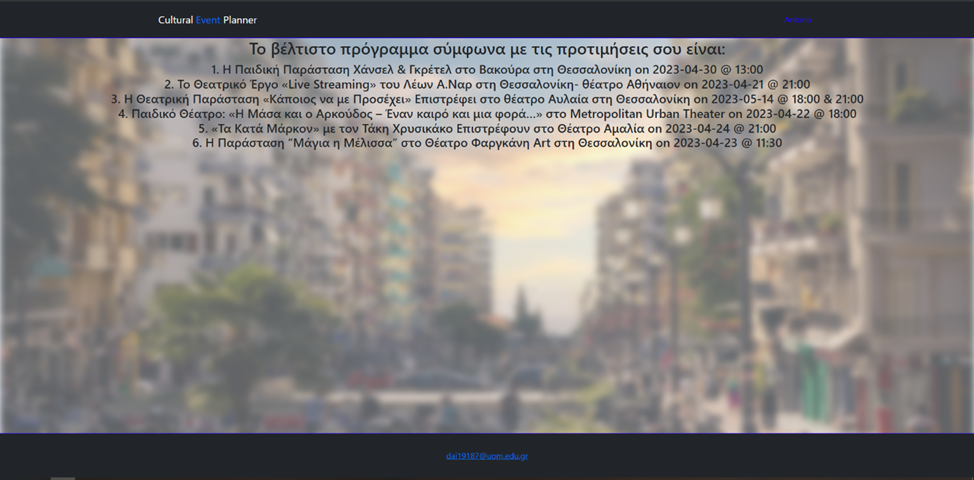 Cultural Event Planner
Το βέλτιστο πρόγραμμα σύμφωνα με τις προτιμήσεις σου είναι:
1. Η Παιδική Παράσταση Χάνσελ & Γκρέτελ στο Βακούρα στη Θεσσαλονίκη on 2023-04-30 @ 13:00
2. Το Θεατρικό Έργο «Live Streaming» του Λέων Α.Ναρ στη Θεσσαλονίκη- θέατρο Αθήναιον on 2023-04-21 @ 21:00
3. Η Θεατρική Παράσταση «Κάποιος να με Προσέχει» Επιστρέφει στο θέατρο Αυλαία στη Θεσσαλονίκη on 2023-05-14 @ 18:00 & 21:00
4. Παιδικό Θέατρο: «Η Μάσα και ο Αρκούδος – Έναν καιρό και μια φορά...» στο Metropolitan Urban Theater on 2023-04-22 @ 18:00
5. «Τα Κατά Μάρκον» με τον Τάκη Χρυσικάκο Επιστρέφουν στο Θέατρο Αμαλία on 2023-04-24 @ 21:00
6. Η Παράσταση “Μάγια η Μέλισσα” στο Θέατρο Φαργκάνη Art στη Θεσσαλονίκη on 2023-04-23 @ 11:30
dai19187@uom.edu.gr